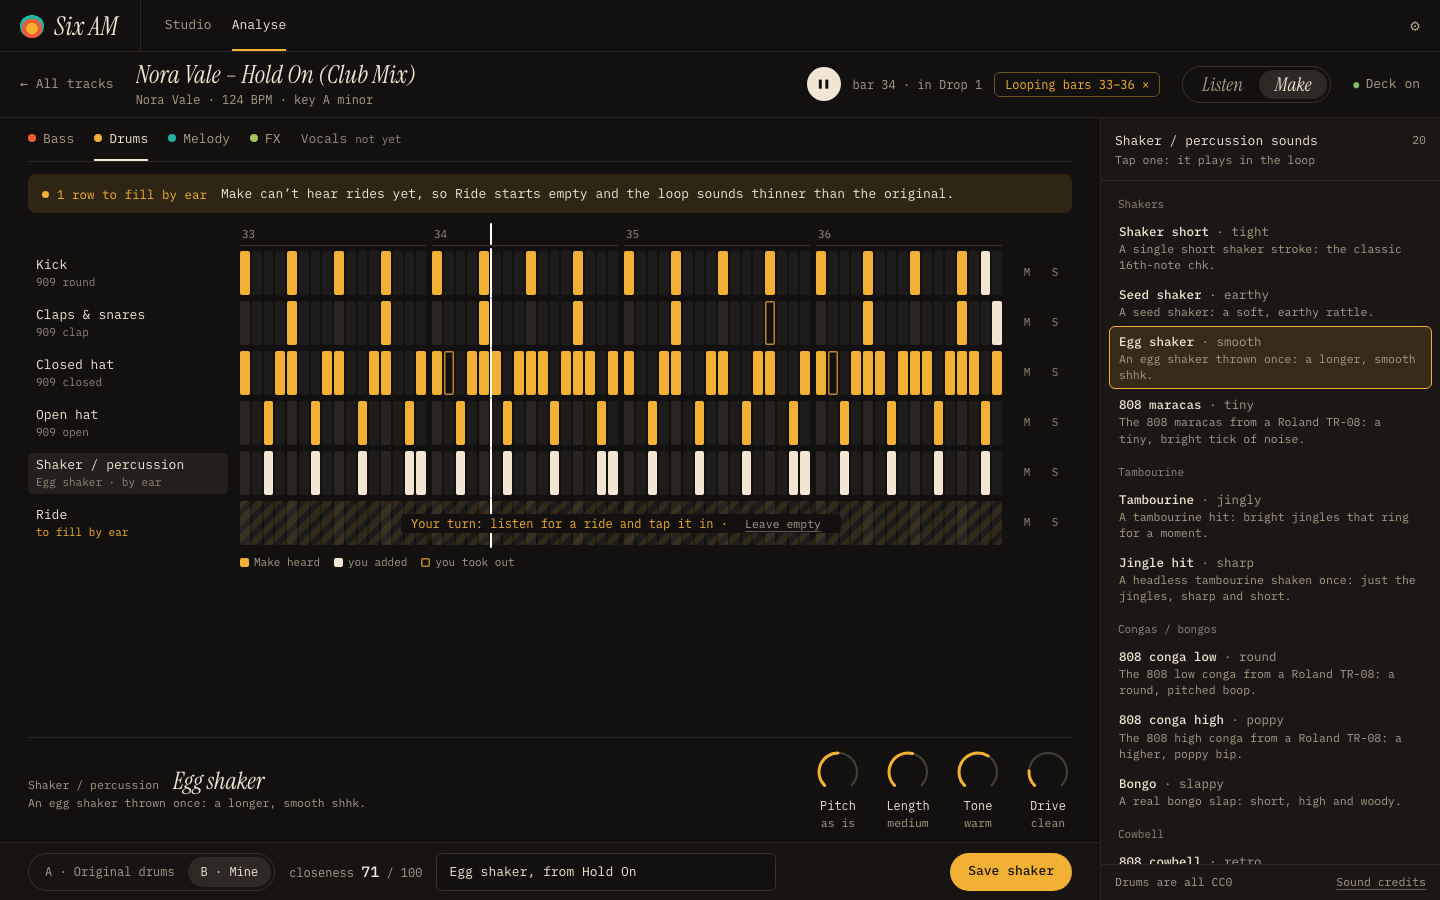 Six AM
Studio
Analyse
⚙
← All tracks
Nora Vale – Hold On (Club Mix)
Nora Vale · 124 BPM · key A minor
bar 34 · in Drop 1
Looping bars 33–36 ×
Listen
Make
Deck on
Bass
Drums
Melody
FX
Vocals not yet
1 row to fill by ear
Make can’t hear rides yet, so Ride starts empty and the loop sounds thinner than the original.
33
34
35
36
Kick
909 round
M S
Claps & snares
909 clap
M S
Closed hat
909 closed
M S
Open hat
909 open
M S
Shaker / percussion
Egg shaker · by ear
M S
Ride
to fill by ear
Your turn: listen for a ride and tap it in ·
Leave empty
M S
Make heard
you added
you took out
Shaker / percussion
Egg shaker
An egg shaker thrown once: a longer, smooth shhk.
Pitch
as is
Length
medium
Tone
warm
Drive
clean
A · Original drums
B · Mine
closeness 71 / 100
Egg shaker, from Hold On
Save shaker
Shaker / percussion sounds
20
Tap one: it plays in the loop
Shakers
Shaker short · tight
A single short shaker stroke: the classic
16th-note chk.
Seed shaker · earthy
A seed shaker: a soft, earthy rattle.
Egg shaker · smooth
An egg shaker thrown once: a longer, smooth
shhk.
808 maracas · tiny
The 808 maracas from a Roland TR-08: a
tiny, bright tick of noise.
Tambourine
Tambourine · jingly
A tambourine hit: bright jingles that ring
for a moment.
Jingle hit · sharp
A headless tambourine shaken once: just the
jingles, sharp and short.
Congas / bongos
808 conga low · round
The 808 low conga from a Roland TR-08: a
round, pitched boop.
808 conga high · poppy
The 808 high conga from a Roland TR-08: a
higher, poppy bip.
Bongo · slappy
A real bongo slap: short, high and woody.
Cowbell
808 cowbell · retro
Drums are all CC0
Sound credits